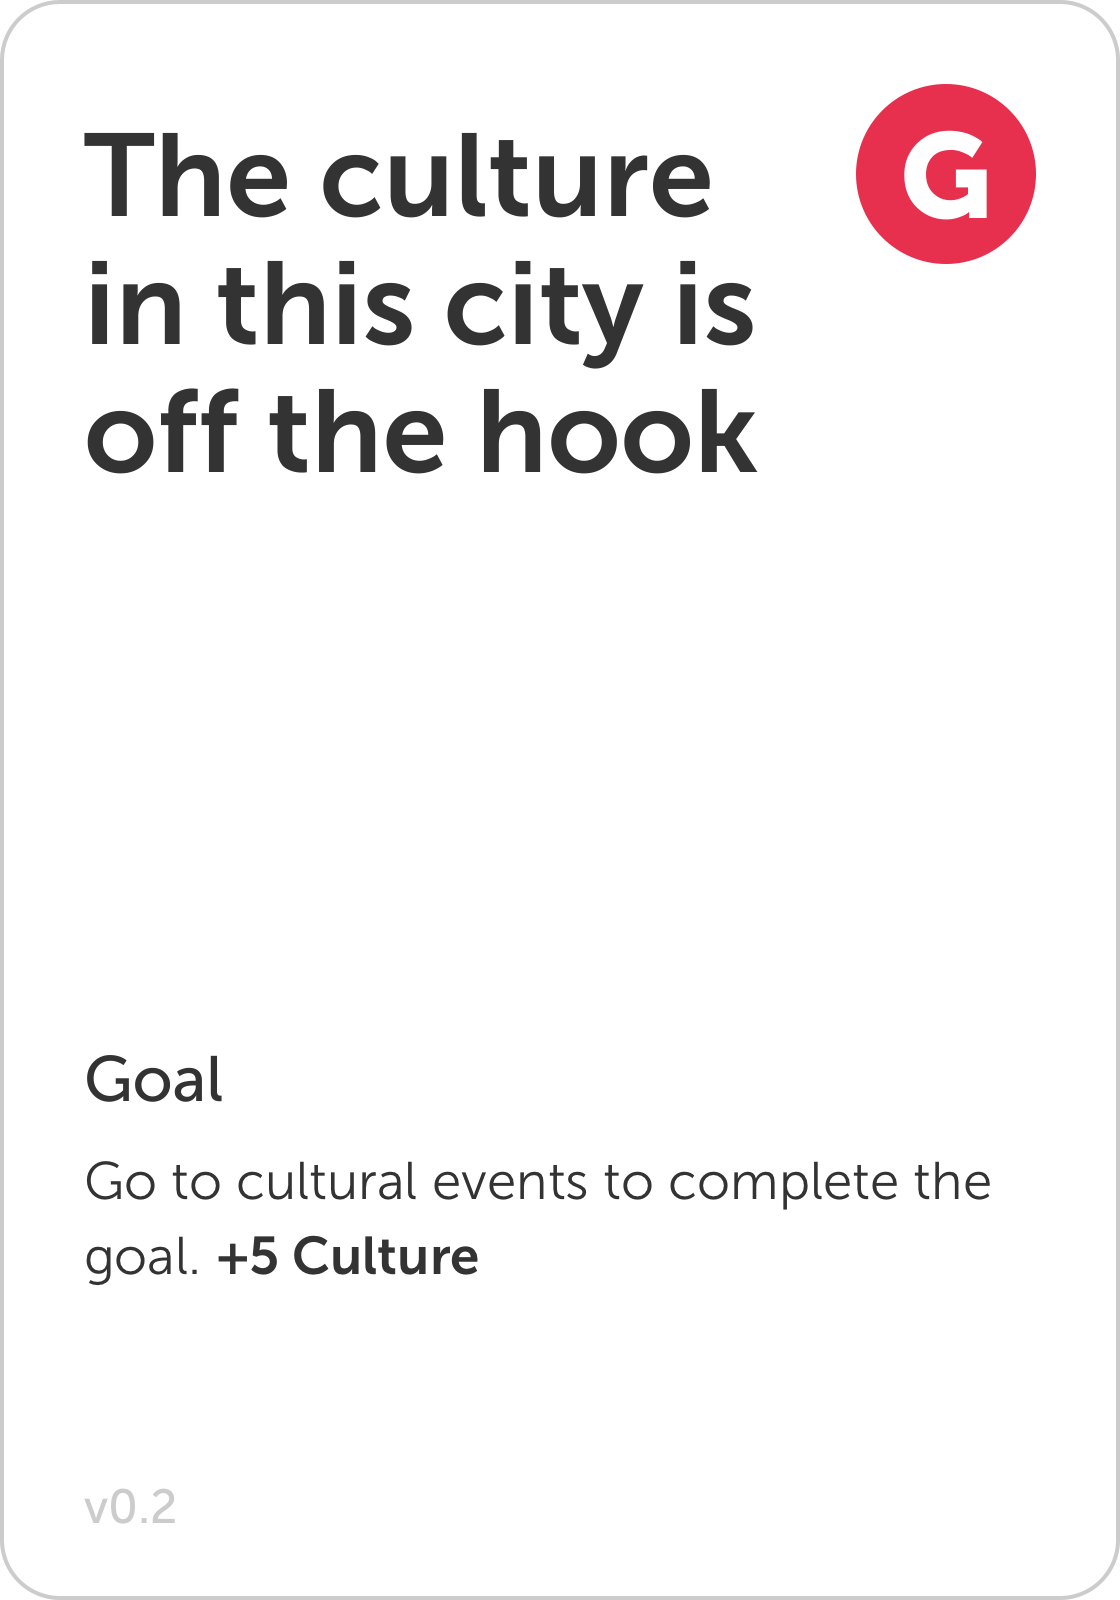 The culture
in this city is
off the hook
G
Goal
Go to cultural events to complete the
goal. +5 Culture
v0.2